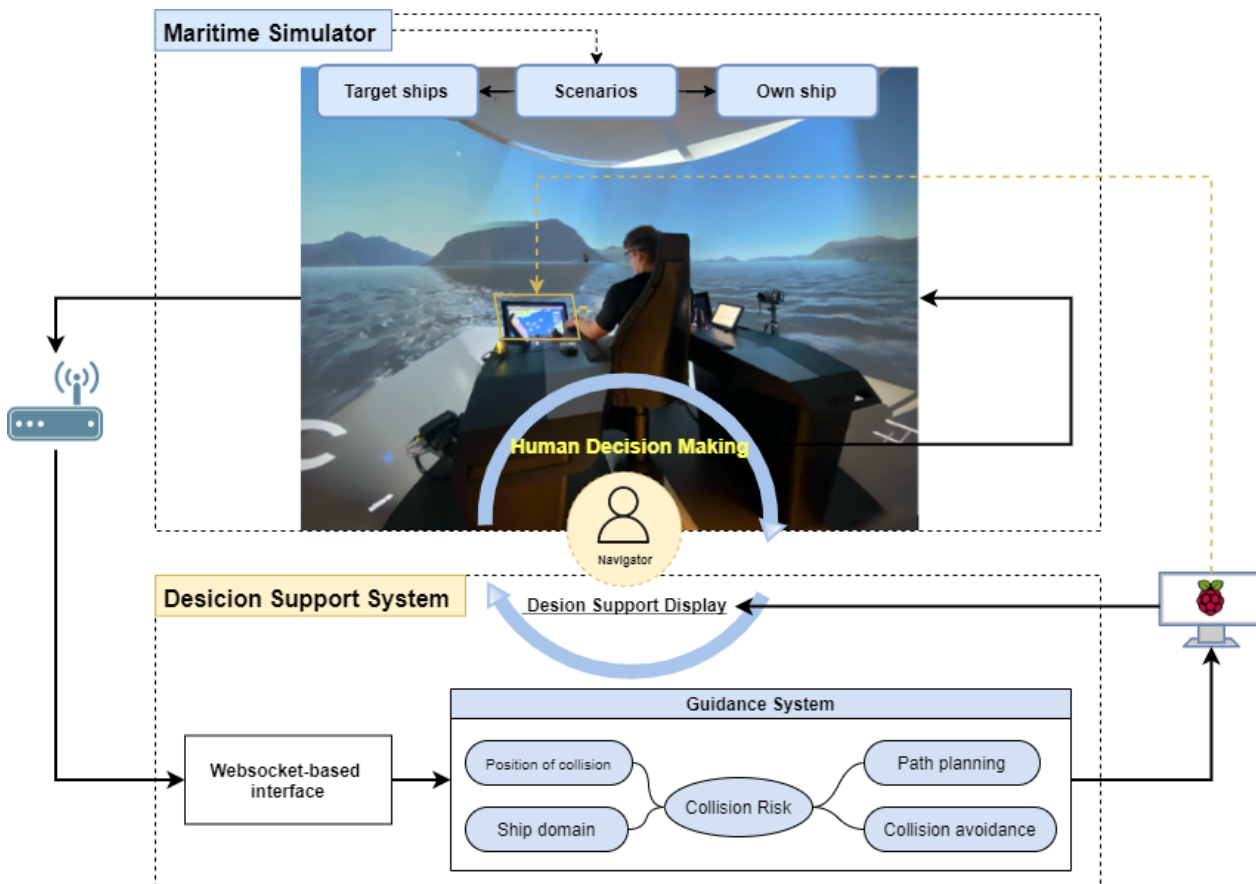 Maritime Simulator
Target ships
Scenarios
Own ship
Human Decision Making
Navigator
Desicion Support System
Desion Support Display
Guidance System
Websocket-based
interface
Position of collision
Ship domain
Collision Risk
Path planning
Collision avoidance